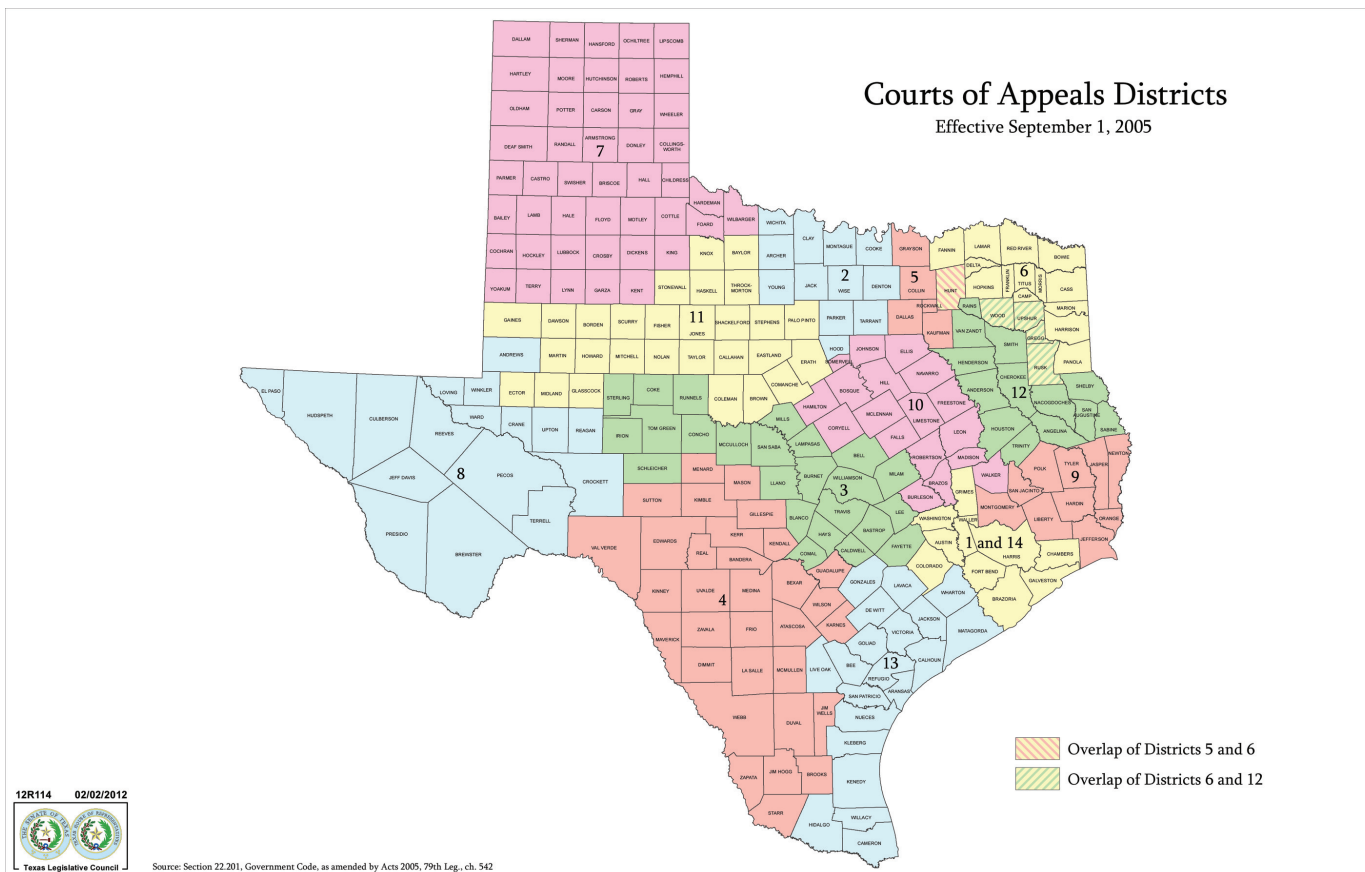 Courts of Appeals Districts
Effective September 1, 2005
DALLAM
SHERMAN
HANSFORD
OCHILTREE
LIPSCOMB
HARTLEY
MOORE
HUTCHINSON
ROBERTS
HEMPHILL
OLDHAM
POTTER
CARSON
GRAY
WHEELER
DEAF SMITH
RANDALL
ARMSTRONG
7
DONLEY
COLLINGS-
WORTH
PARMER
CASTRO
SWISHER
BRISCOE
HALL
CHILDRESS
HARDEMAN
BAILEY
LAMB
HALE
FLOYD
MOTLEY
COTTLE
FOARD
WILBARGER
WICHITA
CLAY
MONTAGUE
COOKE
GRAYSON
FANNIN
LAMAR
RED RIVER
BOWIE
COCHRAN
HOCKLEY
LUBBOCK
CROSBY
DICKENS
KING
KNOX
BAYLOR
ARCHER
DELTA
YOAKUM
TERRY
LYNN
GARZA
KENT
STONEWALL
HASKELL
THROCK-
MORTON
YOUNG
JACK
2
WISE
DENTON
5
COLLIN
HUNT
HOPKINS
FRANKLIN
6
TITUS
MORRIS
CAMP
CASS
ROCKWALL
RAINS
WOOD
UPSHUR
MARION
GAINES
DAWSON
BORDEN
SCURRY
FISHER
11
JONES
SHACKELFORD
STEPHENS
PALO PINTO
PARKER
TARRANT
DALLAS
KAUFMAN
VAN ZANDT
SMITH
GREGG
HARRISON
ANDREWS
MARTIN
HOWARD
MITCHELL
NOLAN
TAYLOR
CALLAHAN
EASTLAND
ERATH
HOOD
SOMERVELL
JOHNSON
ELLIS
HENDERSON
RUSK
PANOLA
EL PASO
HUDSPETH
CULBERSON
LOVING
WINKLER
ECTOR
MIDLAND
GLASSCOCK
STERLING
COKE
RUNNELS
COLEMAN
BROWN
COMANCHE
BOSQUE
HILL
NAVARRO
ANDERSON
CHEROKEE
12
SHELBY
REEVES
WARD
CRANE
UPTON
REAGAN
IRION
TOM GREEN
CONCHO
MCCULLOCH
SAN SABA
MILLS
HAMILTON
CORYELL
MCLENNAN
10
LIMESTONE
FREESTONE
NACOGDOCHES
SAN
AUGUSTINE
SABINE
JEFF DAVIS
8
PECOS
CROCKETT
SCHLEICHER
MENARD
MASON
LLANO
LAMPASAS
BURNET
BELL
FALLS
LEON
HOUSTON
ANGELINA
TRINITY
PRESIDIO
BREWSTER
TERRELL
SUTTON
KIMBLE
GILLESPIE
WILLIAMSON
3
MILAM
ROBERTSON
MADISON
BRAZOS
BURLESON
WALKER
GRIMES
POLK
TYLER
9
JASPER
NEWTON
SAN JACINTO
HARDIN
VAL VERDE
EDWARDS
KERR
REAL
KENDALL
BANDERA
BLANCO
TRAVIS
HAYS
LEE
BASTROP
WASHINGTON
WALLER
MONTGOMERY
LIBERTY
ORANGE
JEFFERSON
COMAL
CALDWELL
FAYETTE
AUSTIN
1 and 14
HARRIS
CHAMBERS
KINNEY
UVALDE
4
MEDINA
BEXAR
GUADALUPE
GONZALES
LAVACA
COLORADO
FORT BEND
GALVESTON
BRAZORIA
WHARTON
MAVERICK
ZAVALA
FRIO
ATASCOSA
WILSON
KARNES
DE WITT
JACKSON
MATAGORDA
DIMMIT
LA SALLE
MCMULLEN
LIVE OAK
BEE
GOLIAD
VICTORIA
CALHOUN
13
REFUGIO
ARANSAS
SAN PATRICIO
WEBB
DUVAL
JIM
WELLS
NUECES
KLEBERG
ZAPATA
JIM HOGG
BROOKS
KENEDY
STARR
HIDALGO
WILLACY
CAMERON
Overlap of Districts 5 and 6
Overlap of Districts 6 and 12
12R114 02/02/2012
THE SENATE OF TEXAS
TEXAS HOUSE OF REPRESENTATIVES
Texas Legislative Council
Source: Section 22.201, Government Code, as amended by Acts 2005, 79th Leg., ch. 542